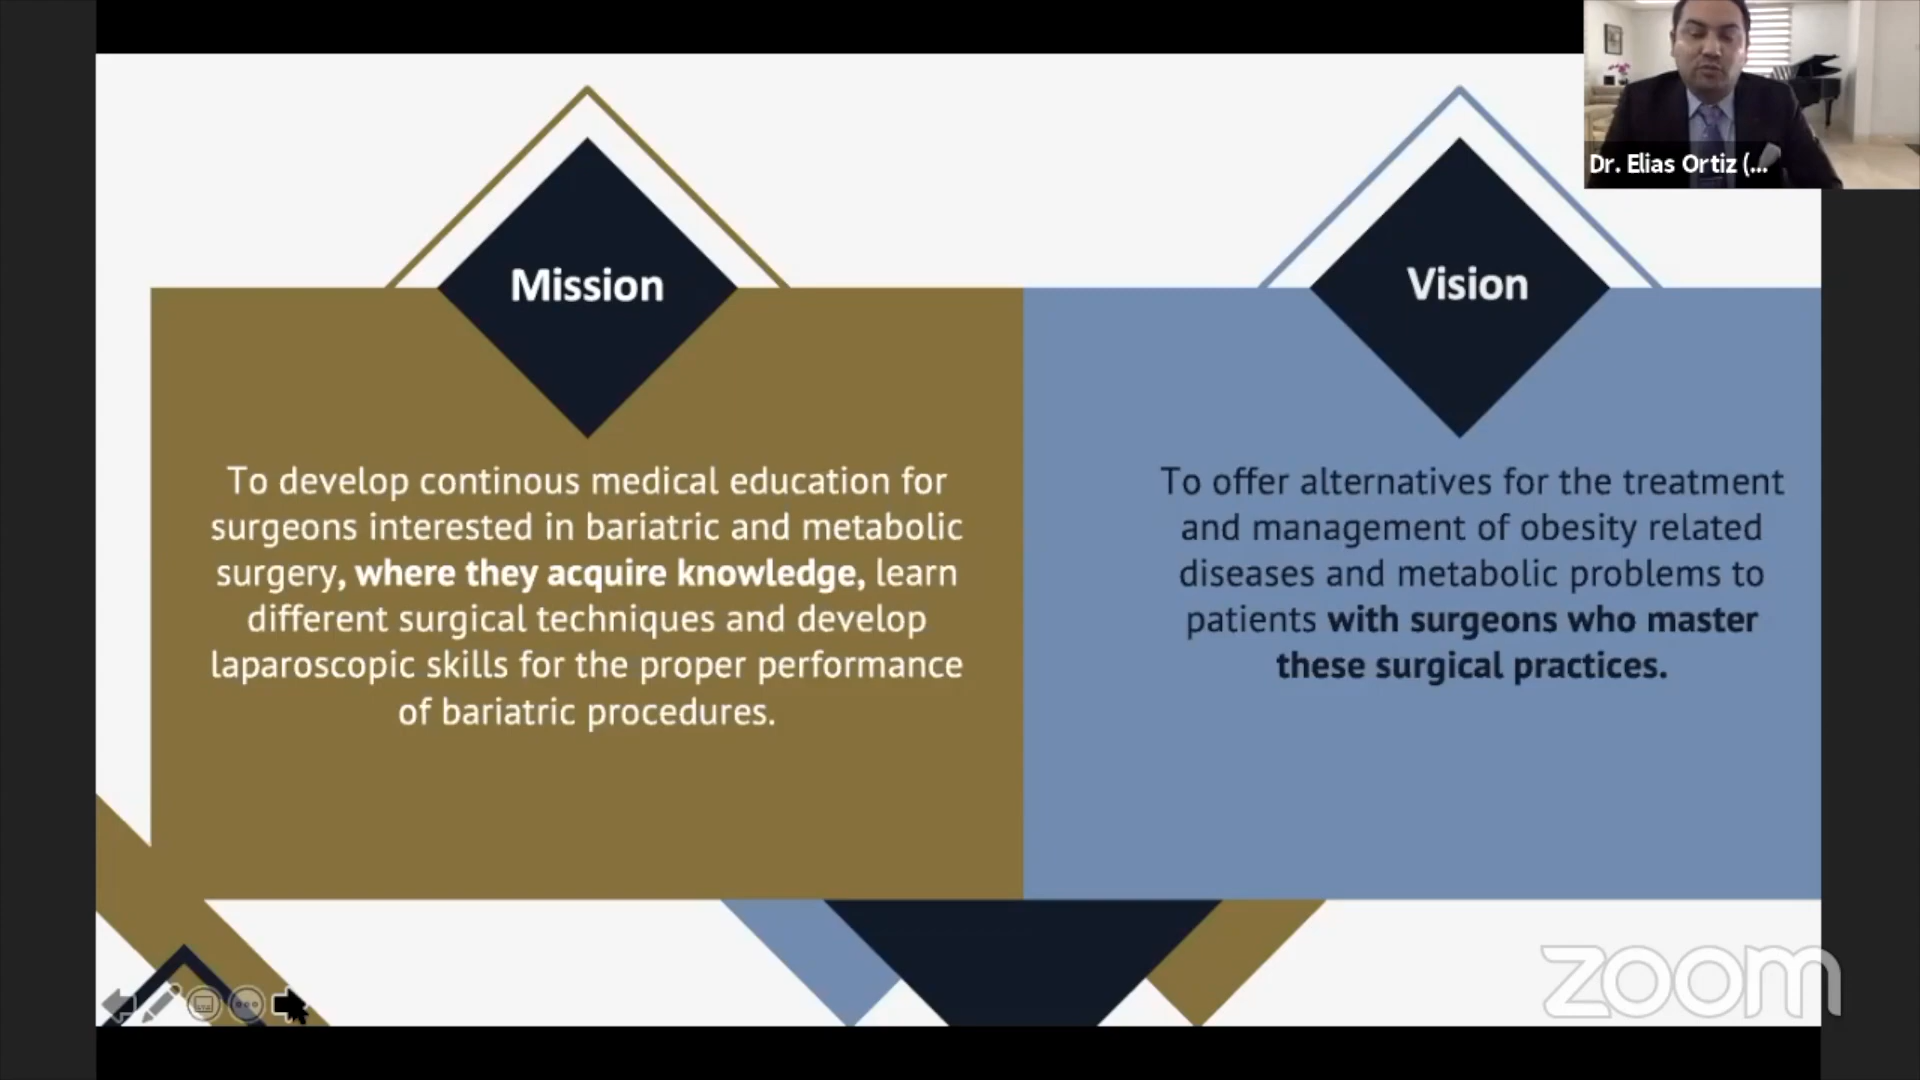 Dr. Elias Ortiz (...
Mission
To develop continous medical education for
surgeons interested in bariatric and metabolic
surgery, where they acquire knowledge, learn
different surgical techniques and develop
laparoscopic skills for the proper performance
of bariatric procedures.
Vision
To offer alternatives for the treatment
and management of obesity related
diseases and metabolic problems to
patients with surgeons who master
these surgical practices.
zoom